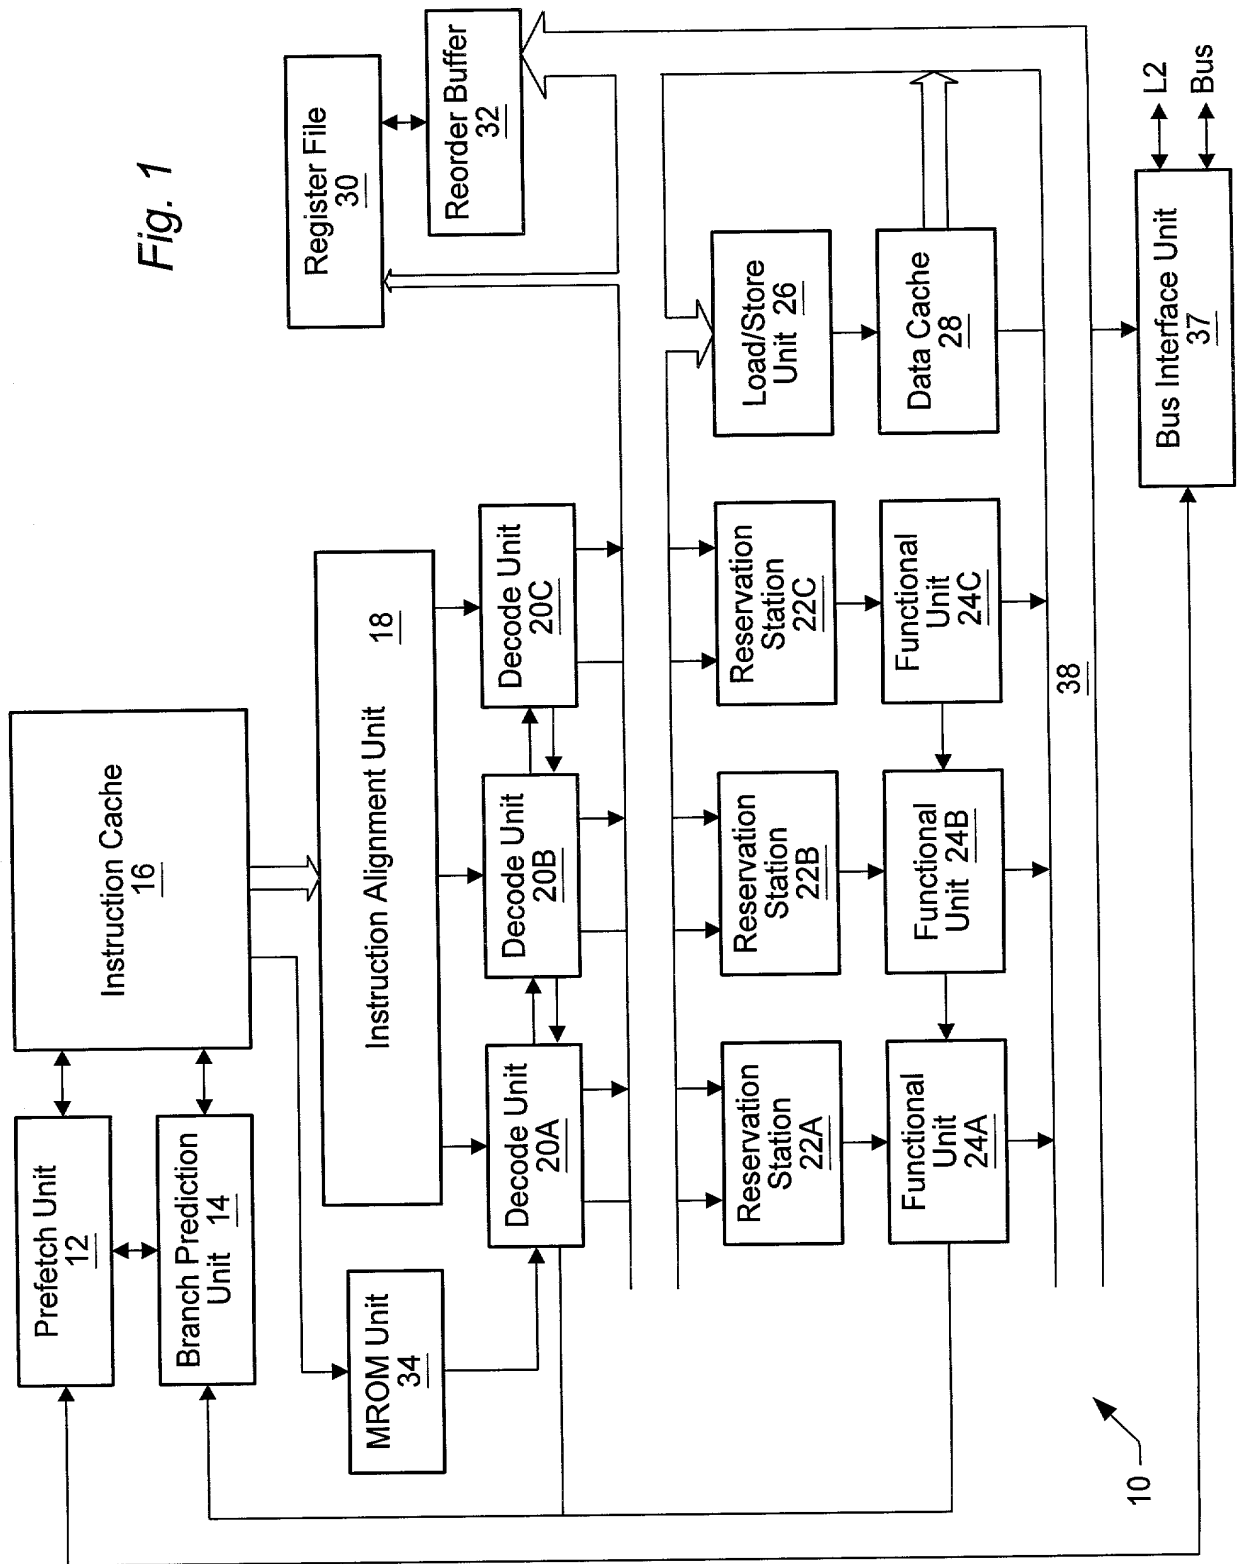 Fig. 1
Prefetch Unit
12
Branch Prediction
Unit 14
Instruction Cache
16
Register File
30
Reorder Buffer
32
MROM Unit
34
Instruction Alignment Unit 18
Decode Unit
20A
Decode Unit
20B
Decode Unit
20C
Reservation
Station
22A
Reservation
Station
22B
Reservation
Station
22C
Load/Store
Unit 26
Functional
Unit
24A
Functional
Unit 24B
Functional
Unit
24C
Data Cache
28
38
10
Bus Interface Unit
37
L2
Bus